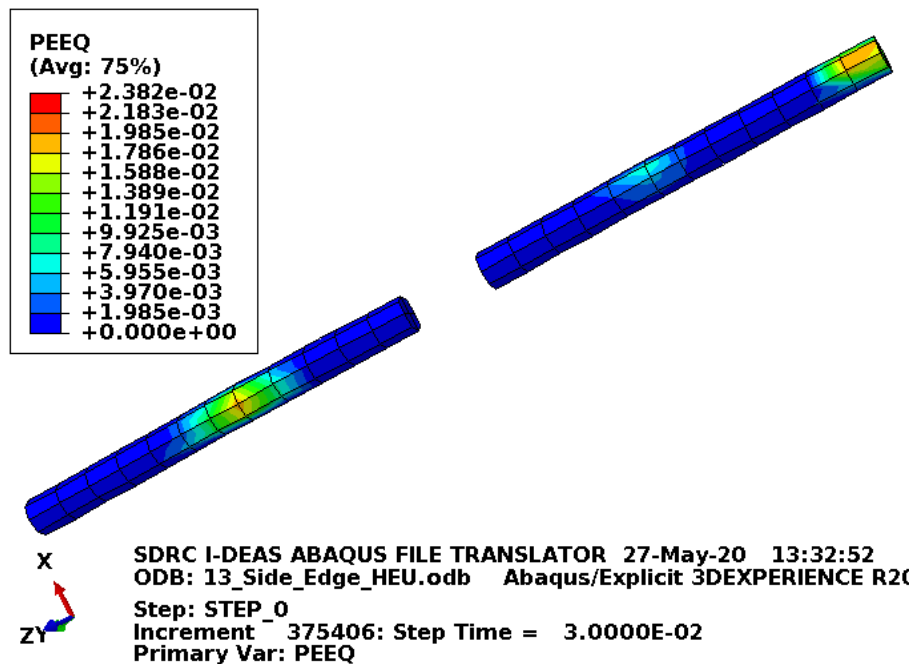 PEEQ
(Avg: 75%)
+2.382e-02
+2.183e-02
+1.985e-02
+1.786e-02
+1.588e-02
+1.389e-02
+1.191e-02
+9.925e-03
+7.940e-03
+5.955e-03
+3.970e-03
+1.985e-03
+0.000e+00
X
ZY
SDRC I-DEAS ABAQUS FILE TRANSLATOR 27-May-20 13:32:52
ODB: 13_Side_Edge_HEU.odb Abaqus/Explicit 3DEXPERIENCE
Step: STEP_0
Increment 375406: Step Time = 3.0000E-02
Primary Var: PEEQ